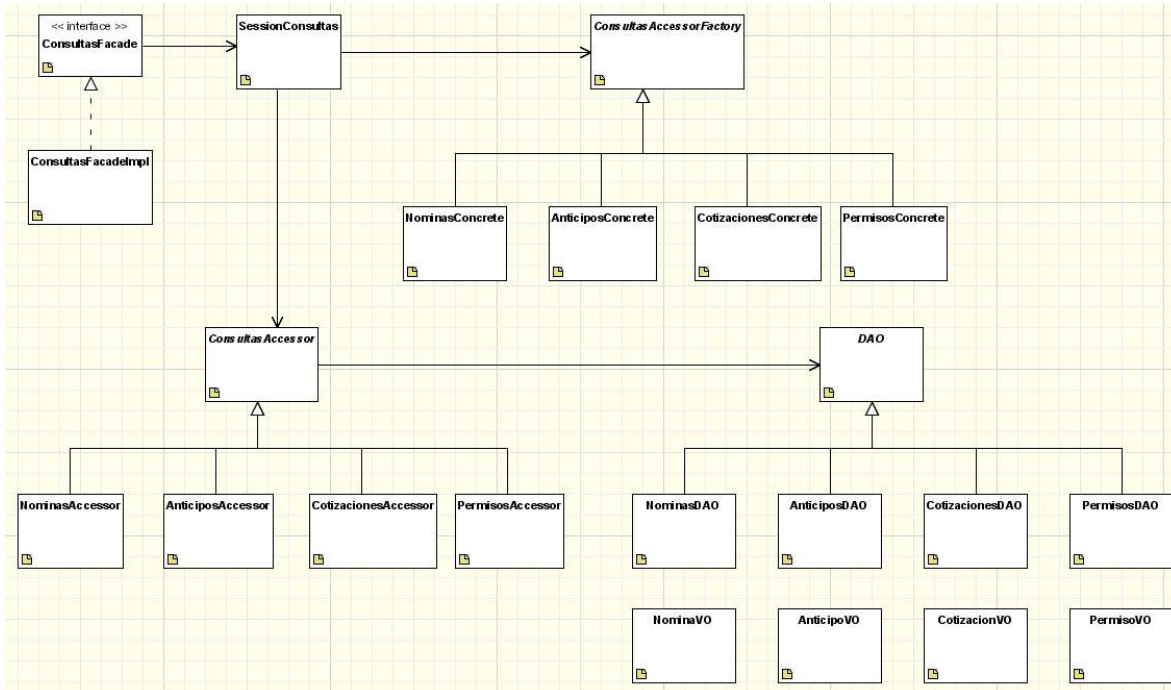 << interface >>
ConsultasFacade
SessionConsultas
ConsultasAccessorFactory
ConsultasFacadeImpl
NominasConcrete
AnticiposConcrete
CotizacionesConcrete
PermisosConcrete
ConsultasAccessor
DAO
NominasAccessor
AnticiposAccessor
CotizacionesAccessor
PermisosAccessor
NominasDAO
AnticiposDAO
CotizacionesDAO
PermisosDAO
NominaVO
AnticipoVO
CotizacionVO
PermisoVO